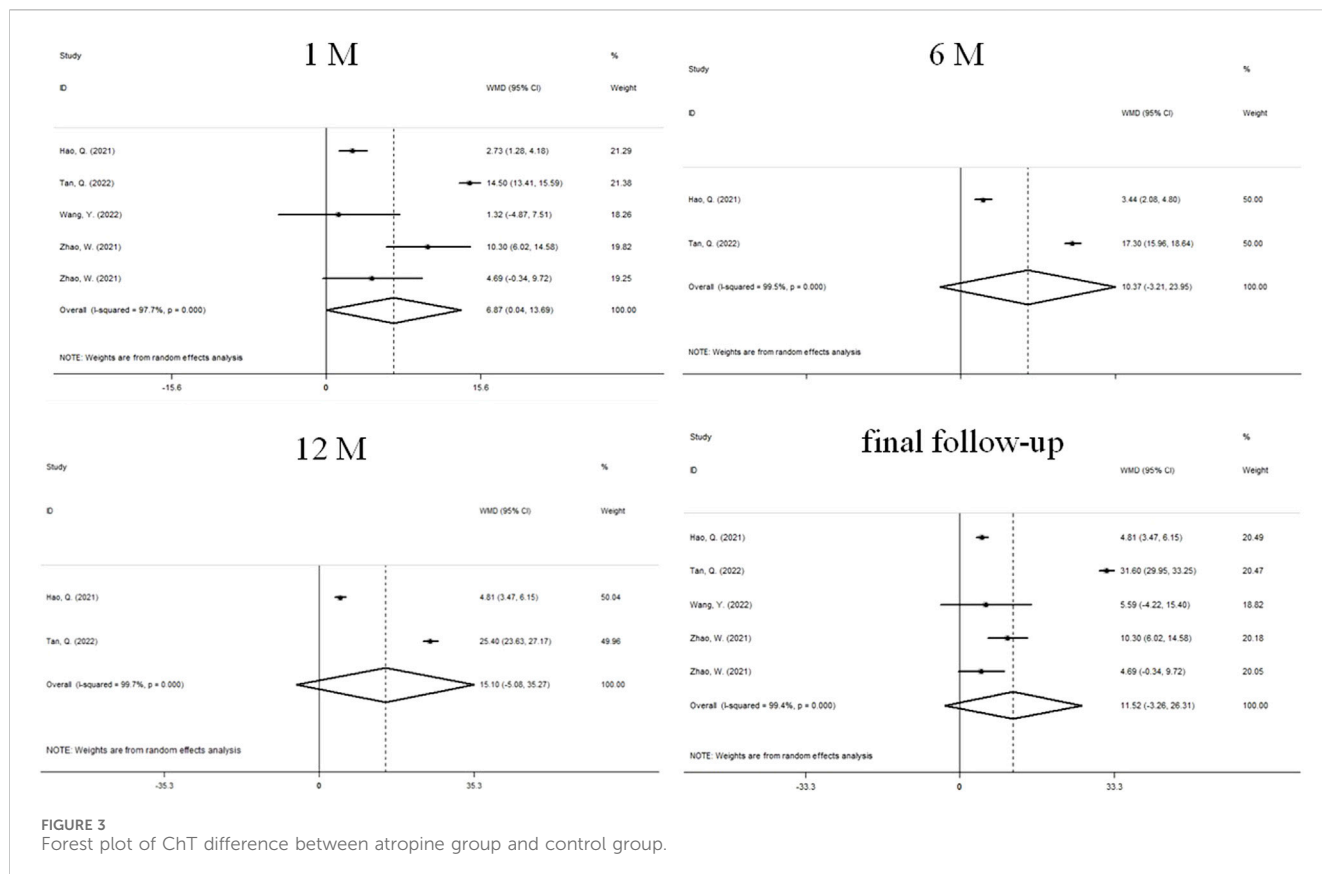 1 M
Study %
ID WMD (95% CI) Weight
Hao, Q. (2021) 2.73 (1.28, 4.18) 21.29
Tan, Q. (2022) 14.50 (13.41, 15.59) 21.38
Wang, Y. (2022) 1.32 (-4.87, 7.51) 18.26
Zhao, W. (2021) 10.30 (6.02, 14.58) 19.82
Zhao, W. (2021) 4.69 (-0.34, 9.72) 19.25
Overall (I-squared = 97.7%, p = 0.000) 6.87 (0.04, 13.69) 100.00
NOTE: Weights are from random effects analysis
-15.6 0 15.6
6 M
Study %
ID WMD (95% CI) Weight
Hao, Q. (2021) 3.44 (2.08, 4.80) 50.00
Tan, Q. (2022) 17.30 (15.96, 18.64) 50.00
Overall (I-squared = 99.5%, p = 0.000) 10.37 (-3.21, 23.95) 100.00
NOTE: Weights are from random effects analysis
12 M
Study %
ID WMD (95% CI) Weight
Hao, Q. (2021) 4.81 (3.47, 6.15) 50.04
Tan, Q. (2022) 25.40 (23.63, 27.17) 49.96
Overall (I-squared = 99.7%, p = 0.000) 15.10 (-5.08, 35.27) 100.00
NOTE: Weights are from random effects analysis
-35.3 0 35.3
final follow-up
Study %
ID WMD (95% CI) Weight
Hao, Q. (2021) 4.81 (3.47, 6.15) 20.49
Tan, Q. (2022) 31.60 (29.95, 33.25) 20.47
Wang, Y. (2022) 5.59 (-4.22, 15.40) 18.82
Zhao, W. (2021) 10.30 (6.02, 14.58) 20.18
Zhao, W. (2021) 4.69 (-0.34, 9.72) 20.05
Overall (I-squared = 99.4%, p = 0.000) 11.52 (-3.26, 26.31) 100.00
NOTE: Weights are from random effects analysis
-33.3 0 33.3
FIGURE 3
Forest plot of ChT difference between atropine group and control group.